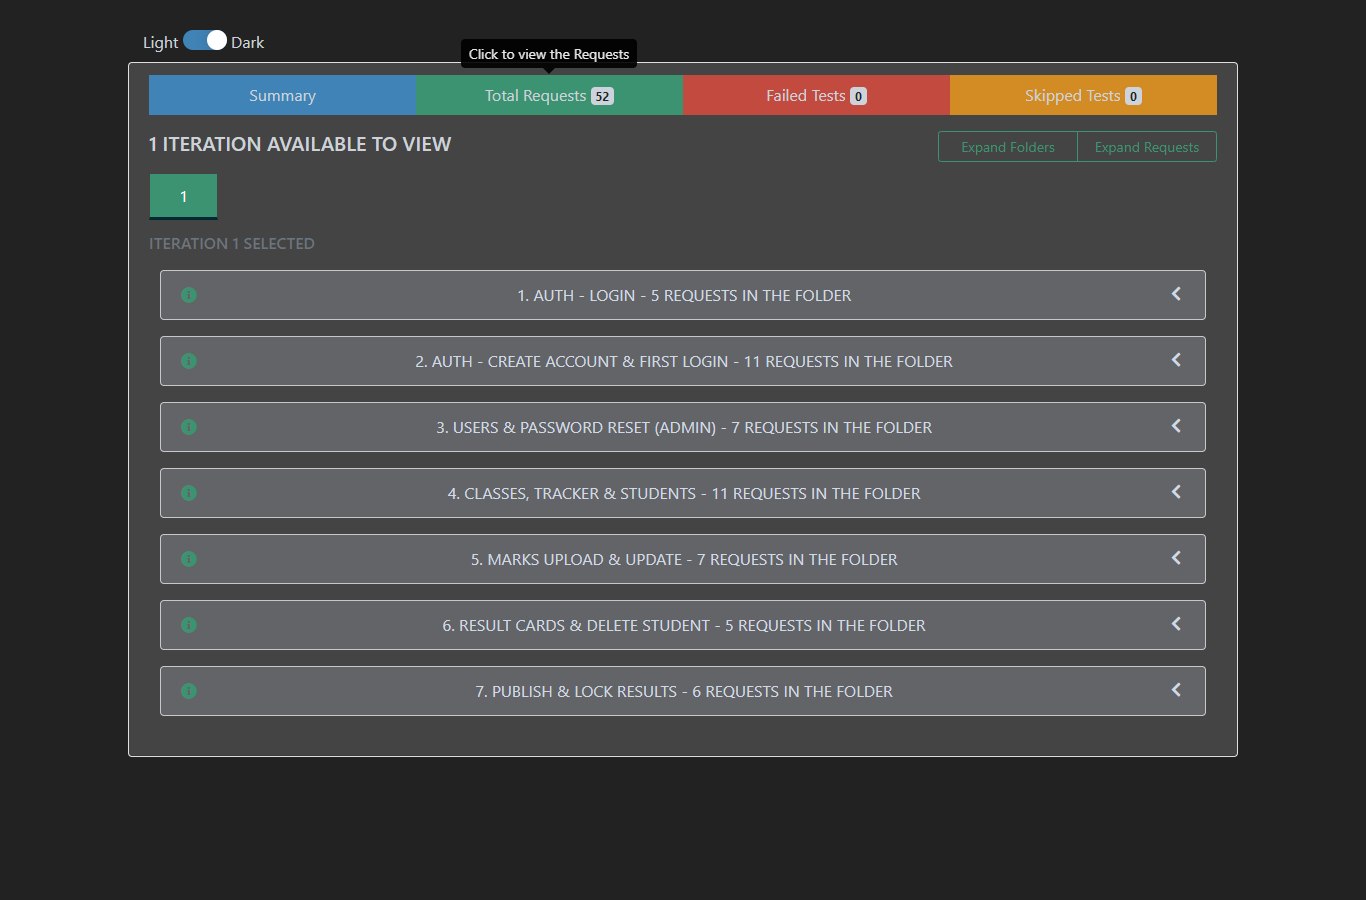 Light Dark
Click to view the Requests
Summary
Total Requests 52
Failed Tests 0
Skipped Tests 0
1 ITERATION AVAILABLE TO VIEW
Expand Folders
Expand Requests
1
ITERATION 1 SELECTED
1. AUTH - LOGIN - 5 REQUESTS IN THE FOLDER
2. AUTH - CREATE ACCOUNT & FIRST LOGIN - 11 REQUESTS IN THE FOLDER
3. USERS & PASSWORD RESET (ADMIN) - 7 REQUESTS IN THE FOLDER
4. CLASSES, TRACKER & STUDENTS - 11 REQUESTS IN THE FOLDER
5. MARKS UPLOAD & UPDATE - 7 REQUESTS IN THE FOLDER
6. RESULT CARDS & DELETE STUDENT - 5 REQUESTS IN THE FOLDER
7. PUBLISH & LOCK RESULTS - 6 REQUESTS IN THE FOLDER